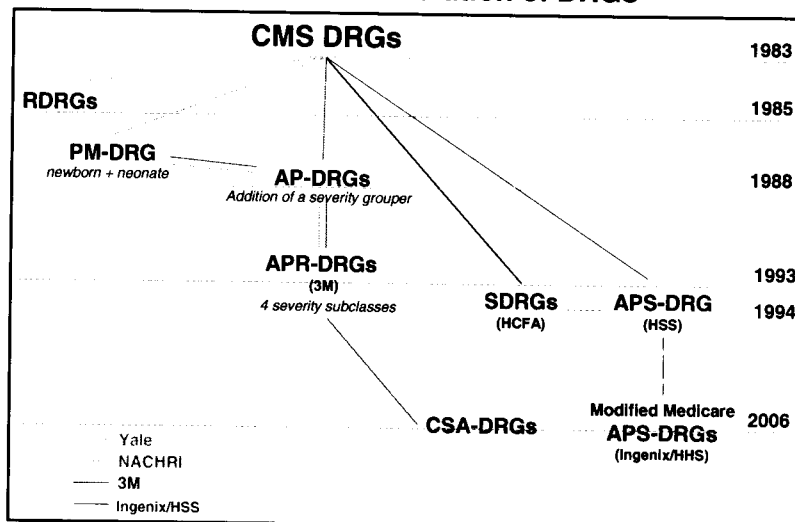 of DRGs
CMS DRGs
1983
RDRGs
1985
PM-DRG
newborn + neonate
AP-DRGs
Addition of a severity grouper
1988
APR-DRGs
(3M)
4 severity subclasses
1993
SDRGs
(HCFA)
APS-DRG
(HSS)
1994
CSA-DRGs
Modified Medicare
APS-DRGs
(Ingenix/HHS)
2006
Yale
NACHRI
3M
Ingenix/HSS